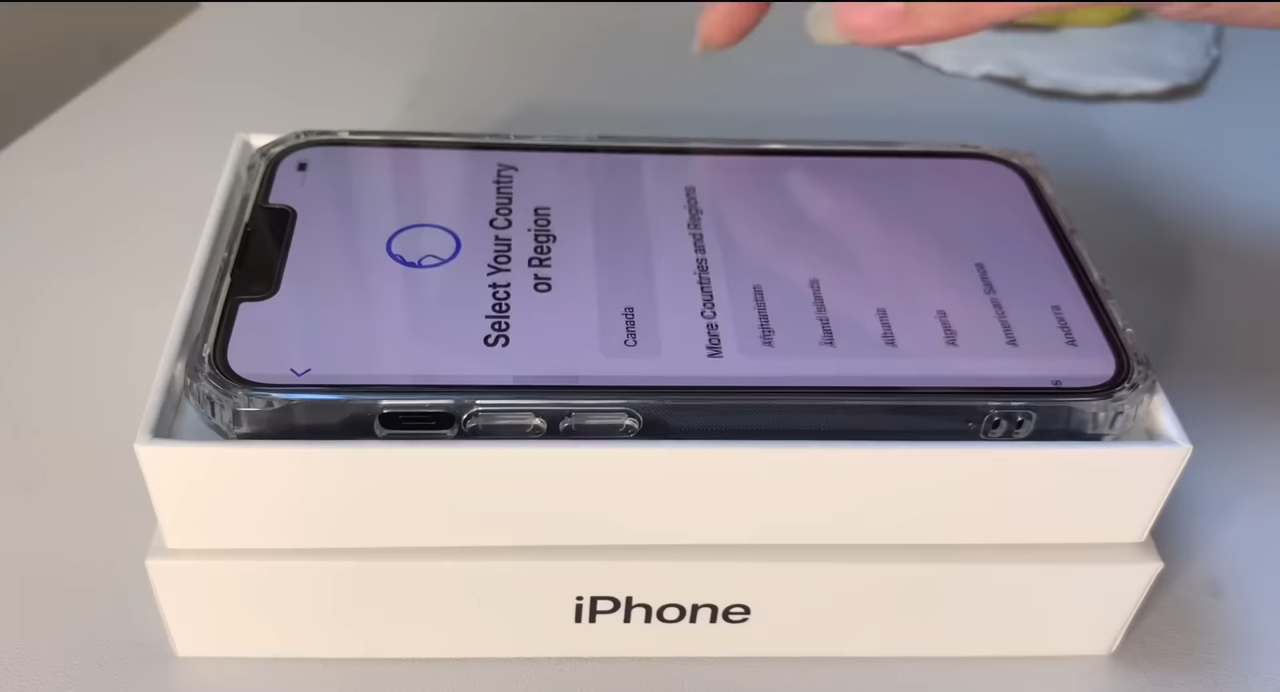 Select Your Country
or Region
Canada
More Countries and Regions
Afghanistan
Åland Islands
Albania
Algeria
American Samoa
Andorra
iPhone